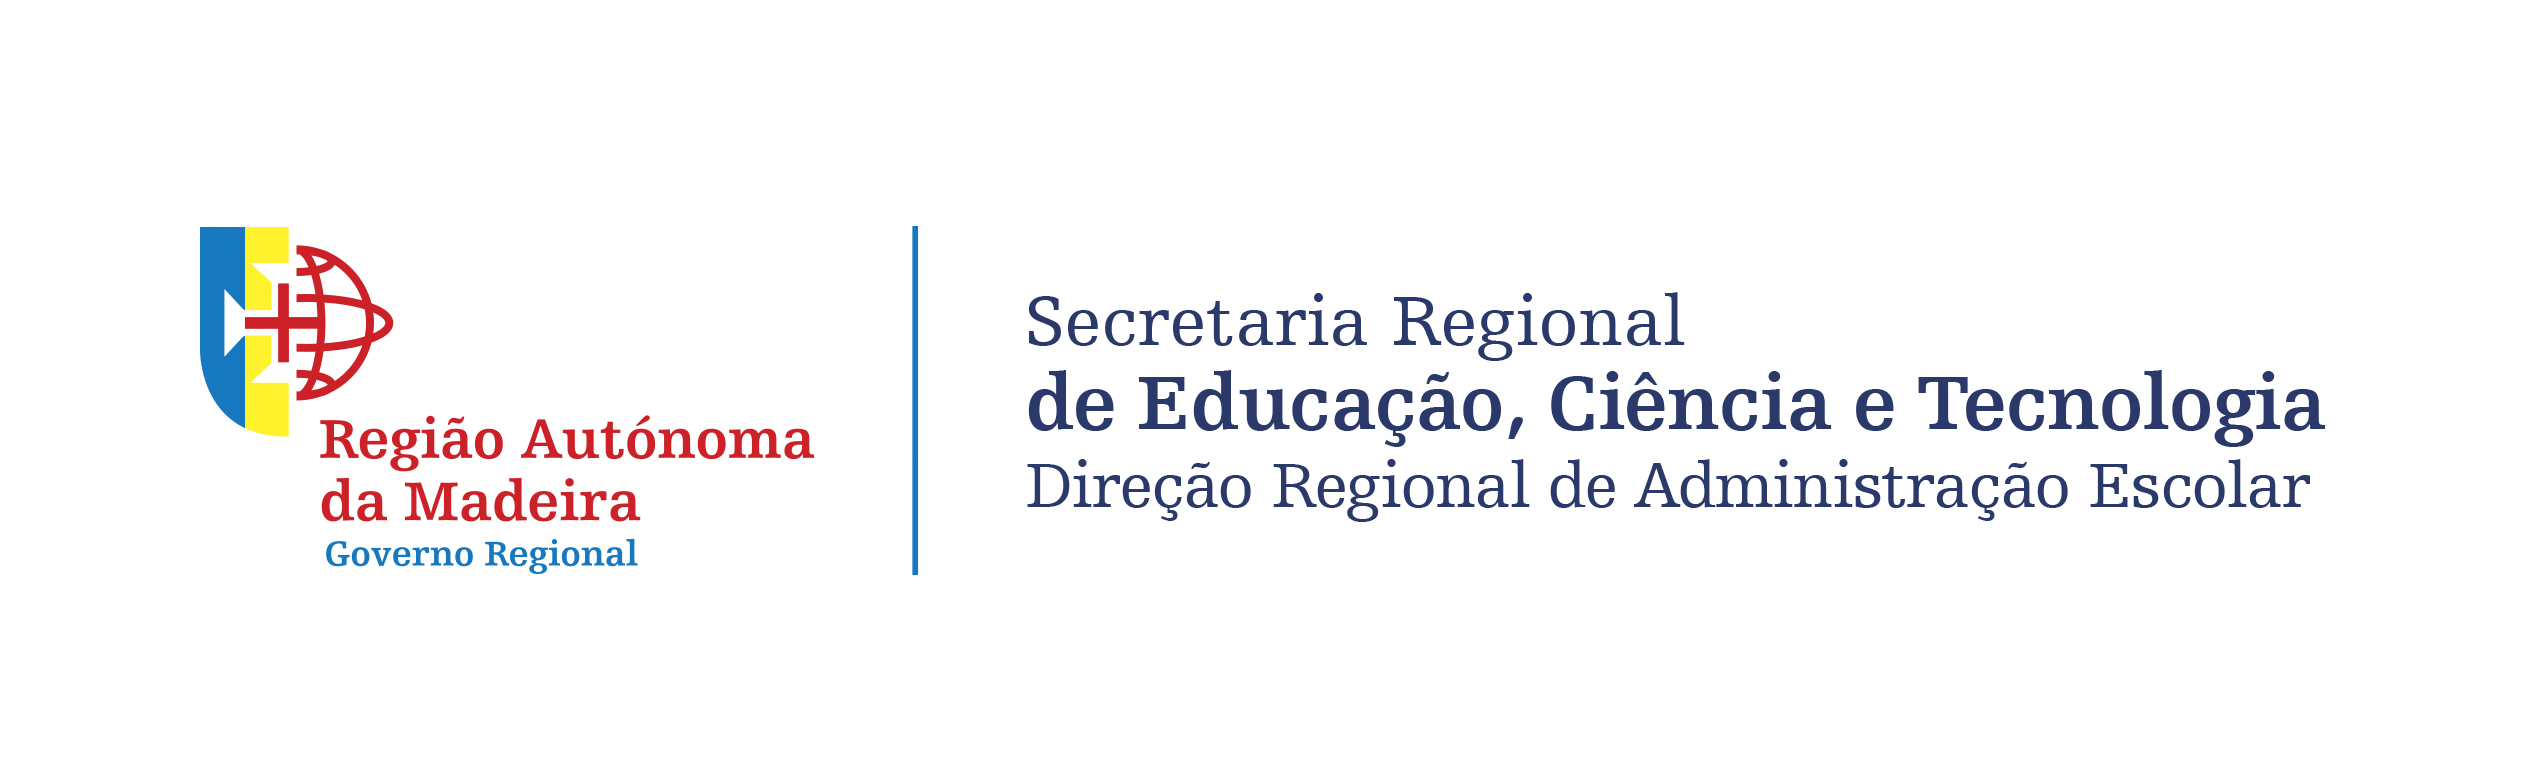 Região Autónoma
da Madeira
Governo Regional
Secretaria Regional
de Educação, Ciência e Tecnologia
Direção Regional de Administração Escolar